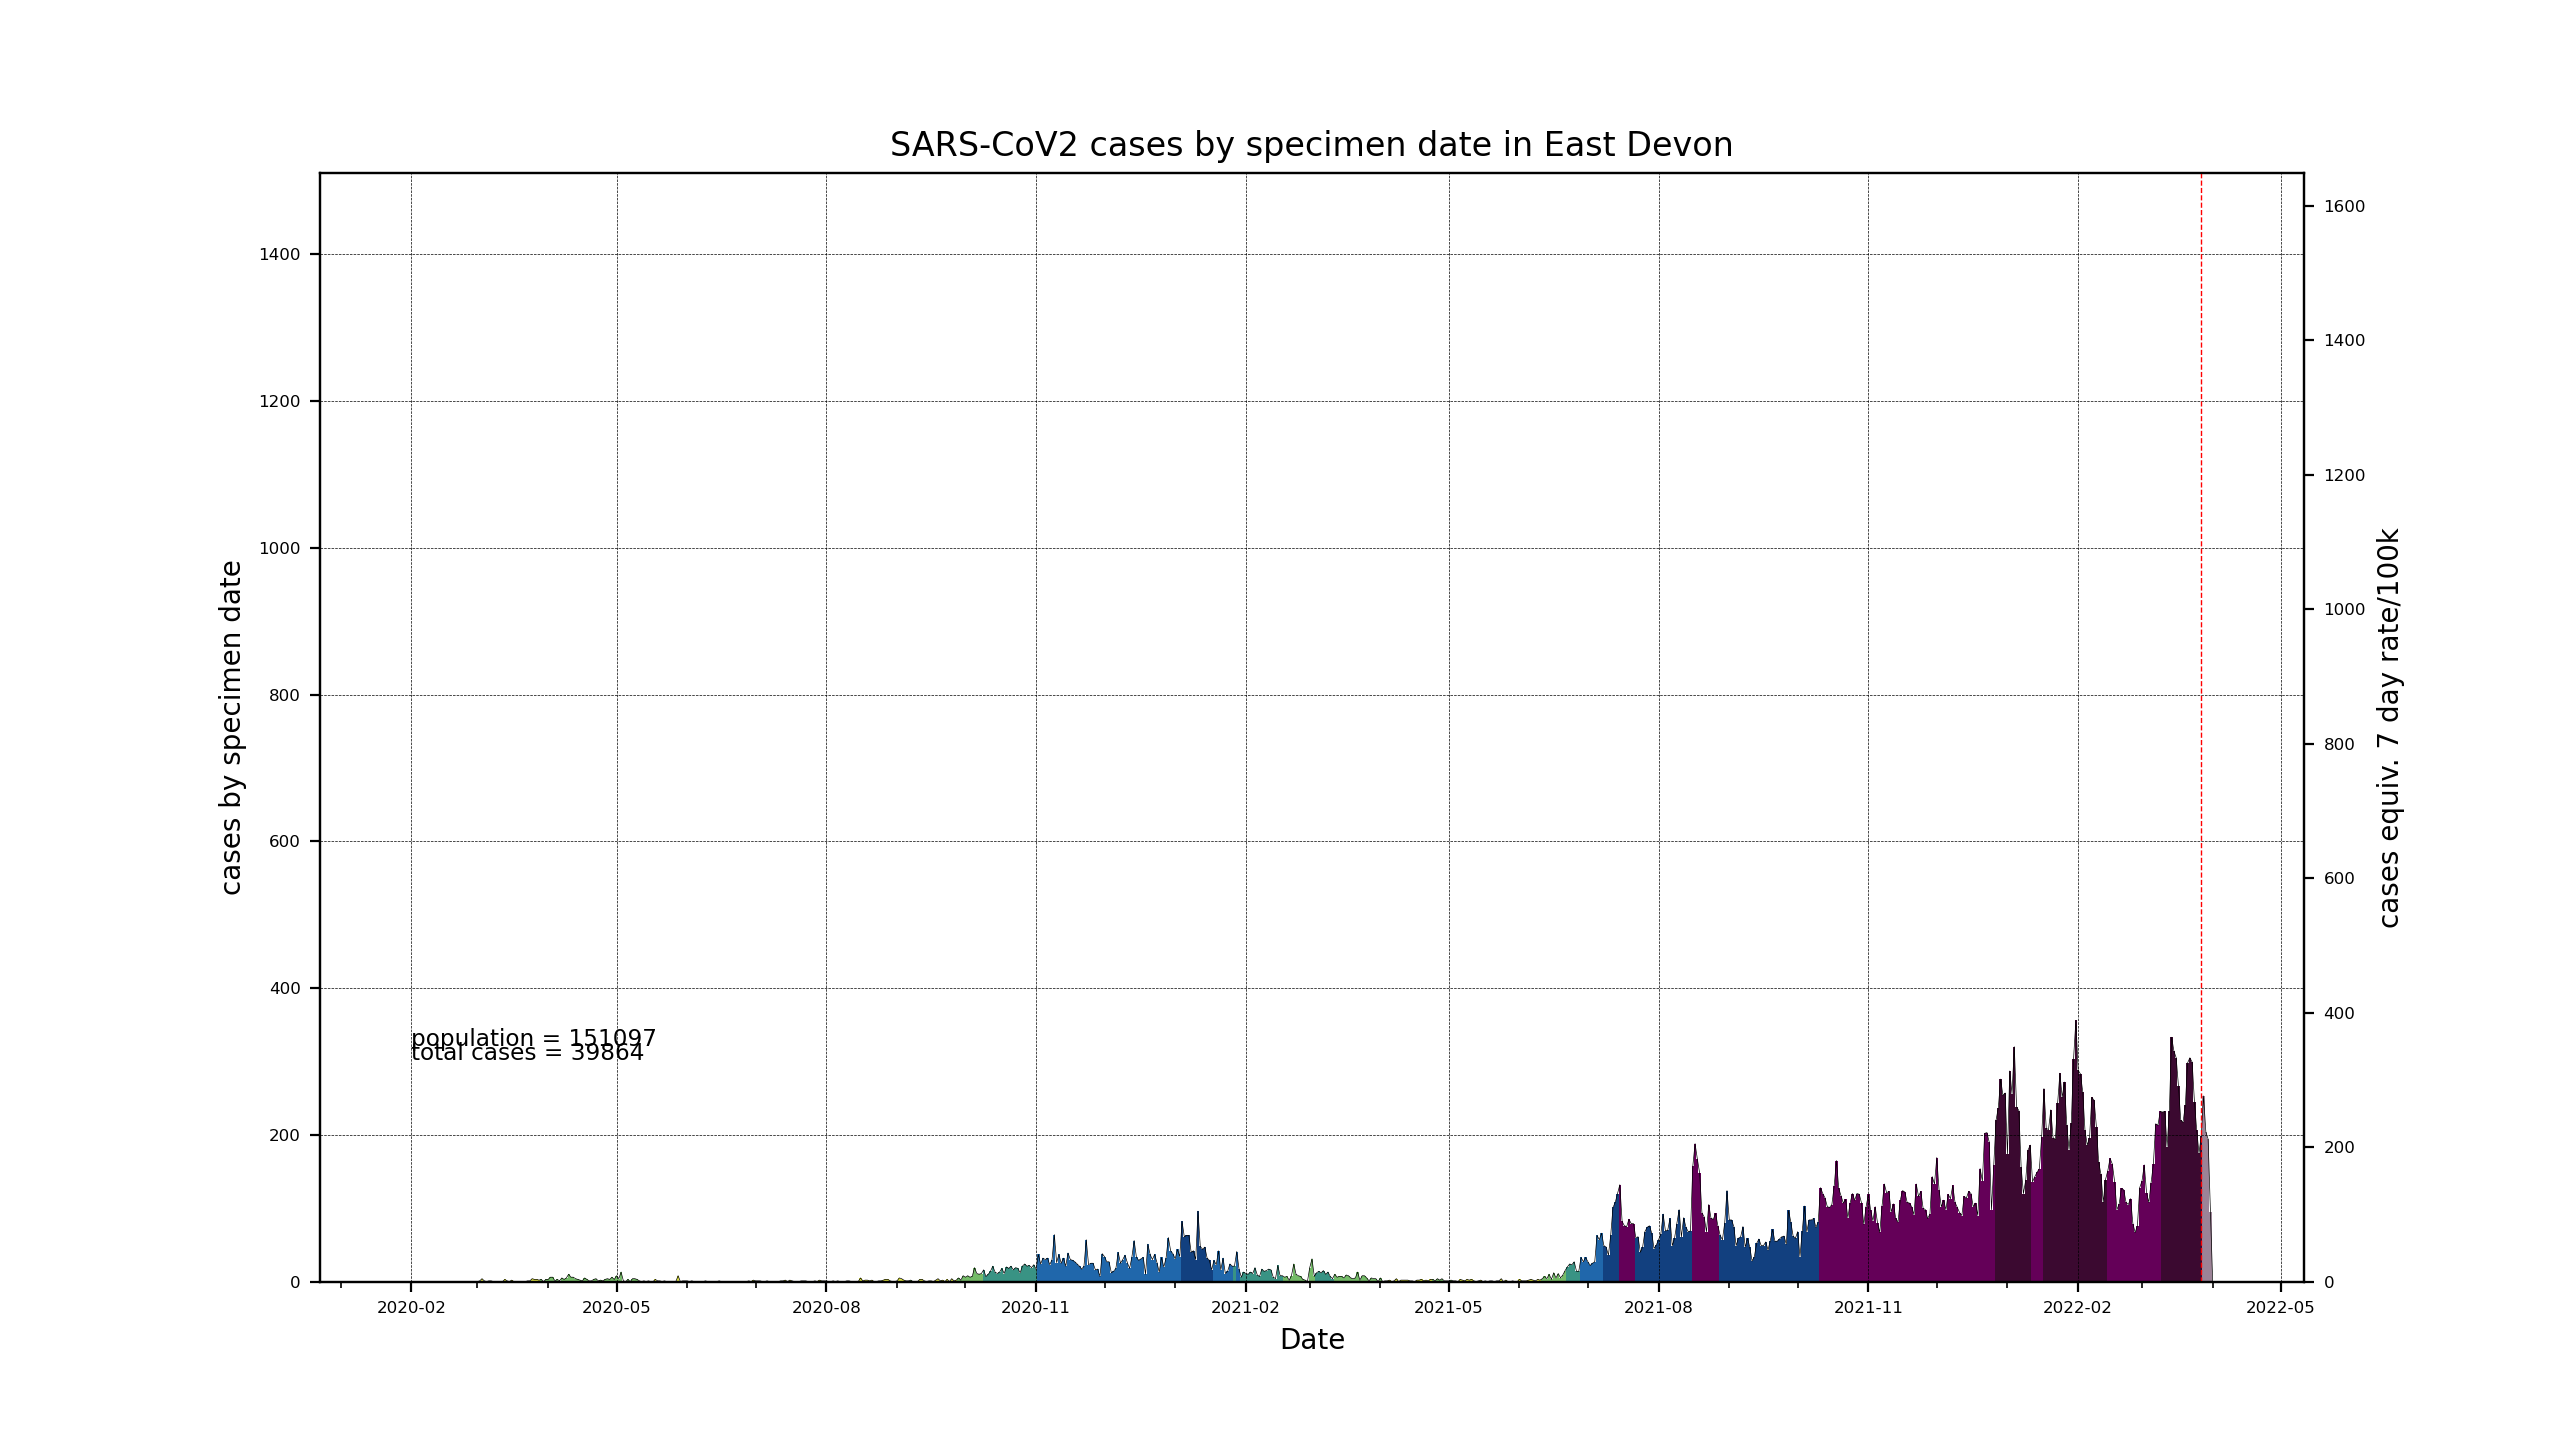 SARS-CoV2 cases by specimen date in East Devon
cases by specimen date
1400
1200
1000
800
600
400
200
0
population = 151097
total cases = 39864
1600
1400
1200
1000
800
600
400
200
0
cases equiv. 7 day rate/100k
2020-02 2020-05 2020-08 2020-11 2021-02 2021-05 2021-08 2021-11 2022-02 2022-05
Date